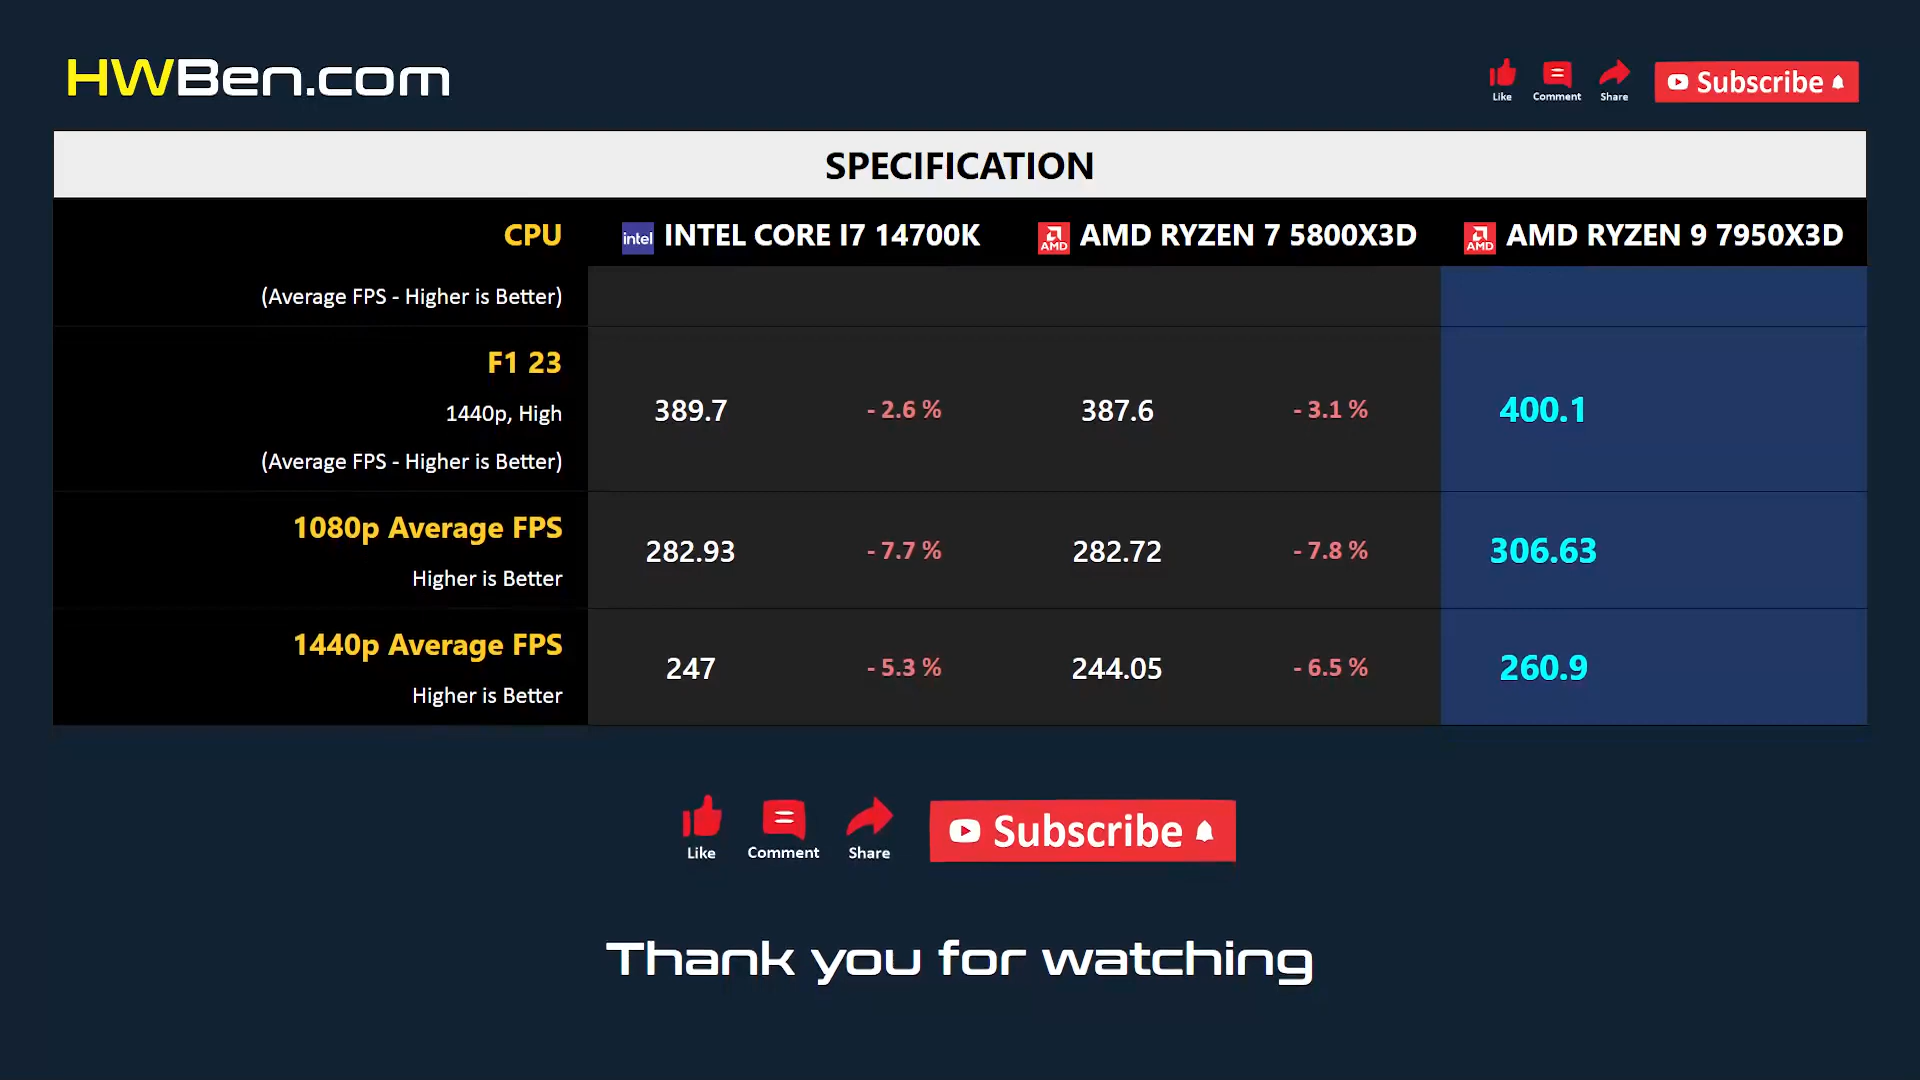 HWBen.com
Like Comment Share Subscribe
SPECIFICATION
CPU intel INTEL CORE I7 14700K AMD AMD RYZEN 7 5800X3D AMD AMD RYZEN 9 7950X3D
(Average FPS - Higher is Better)
F1 23
1440p, High
389.7 - 2.6 % 387.6 - 3.1 % 400.1
(Average FPS - Higher is Better)
1080p Average FPS
282.93 - 7.7 % 282.72 - 7.8 % 306.63
Higher is Better
1440p Average FPS
247 - 5.3 % 244.05 - 6.5 % 260.9
Higher is Better
Like Comment Share Subscribe
Thank you for watching